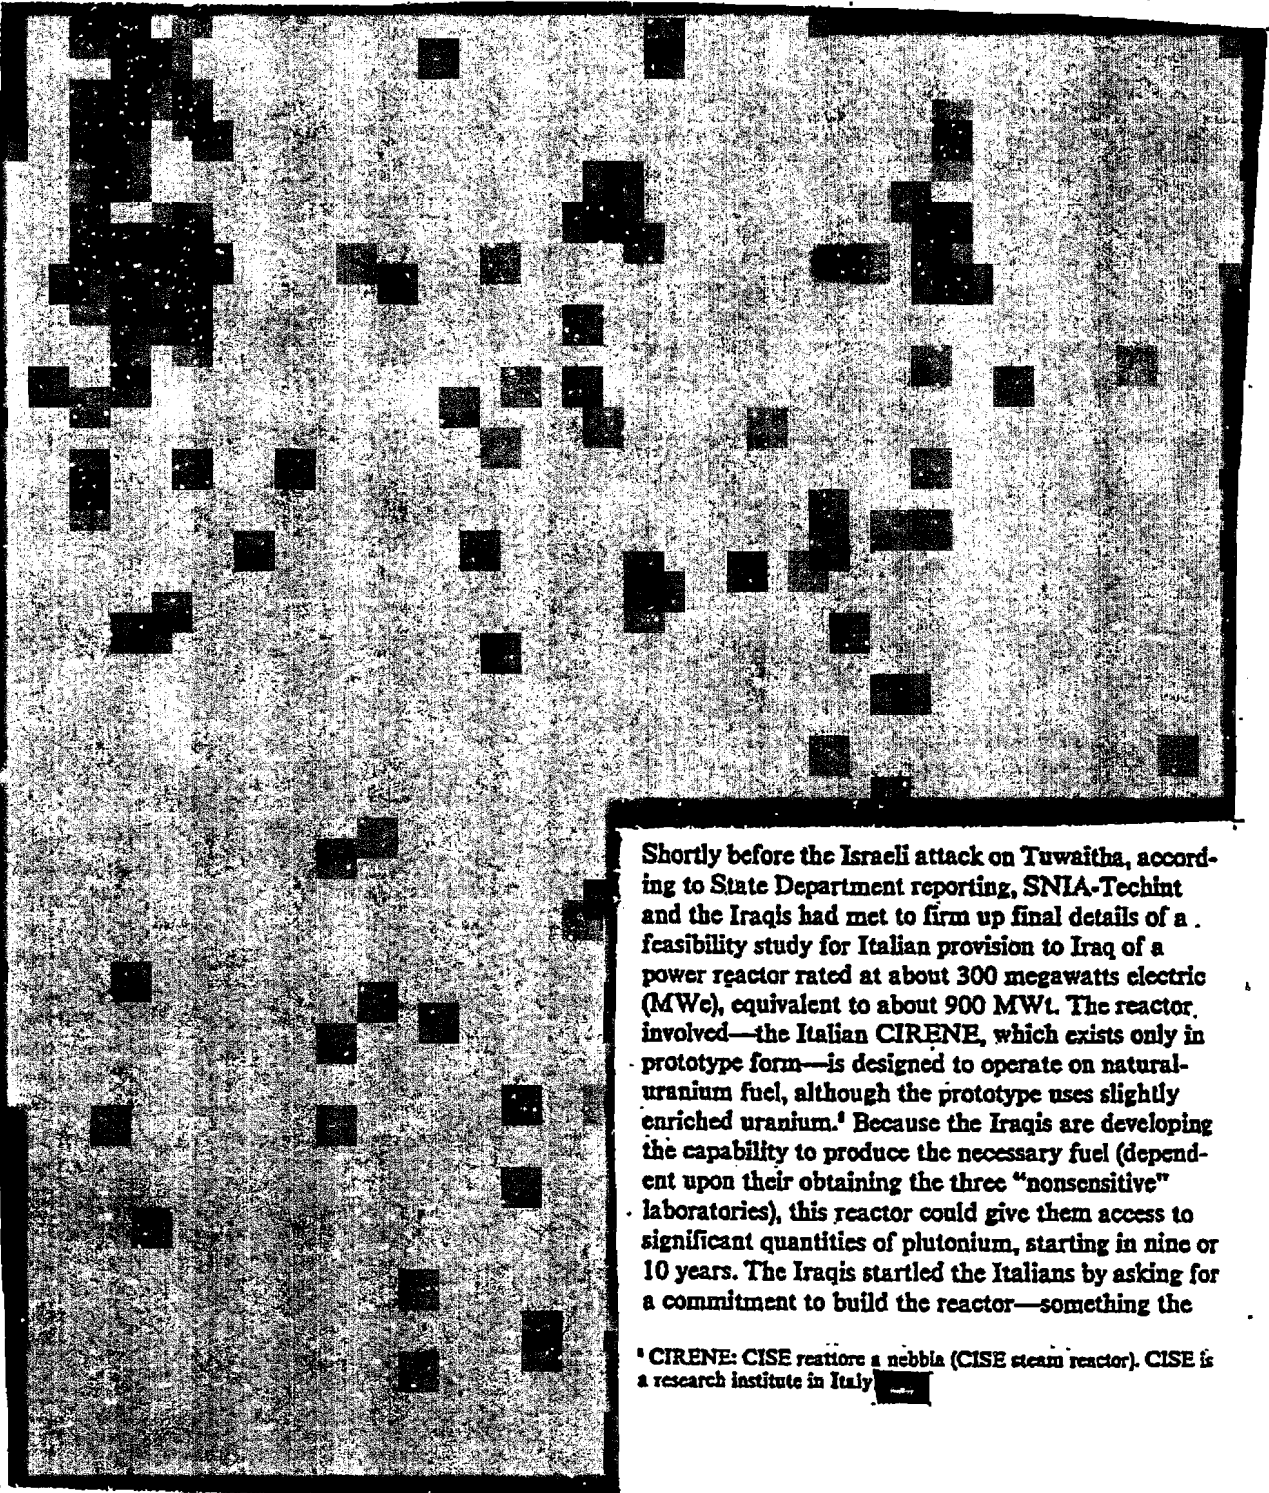 Shortly before the Israeli attack on Tuwaitha, accord-
ing to State Department reporting, SNIA-Techint
and the Iraqis had met to firm up final details of a
feasibility study for Italian provision to Iraq of a
power reactor rated at about 300 megawatts electric
(MWe), equivalent to about 900 MWt. The reactor
involved—the Italian CIRENE, which exists only in
prototype form—is designed to operate on natural-
uranium fuel, although the prototype uses slightly
enriched uranium.⁸ Because the Iraqis are developing
the capability to produce the necessary fuel (depend-
ent upon their obtaining the three “nonsensitive”
laboratories), this reactor could give them access to
significant quantities of plutonium, starting in nine or
10 years. The Iraqis startled the Italians by asking for
a commitment to build the reactor—something the
⁸ CIRENE: CISE reattore a nebbia (CISE steam reactor). CISE is
a research institute in Italy